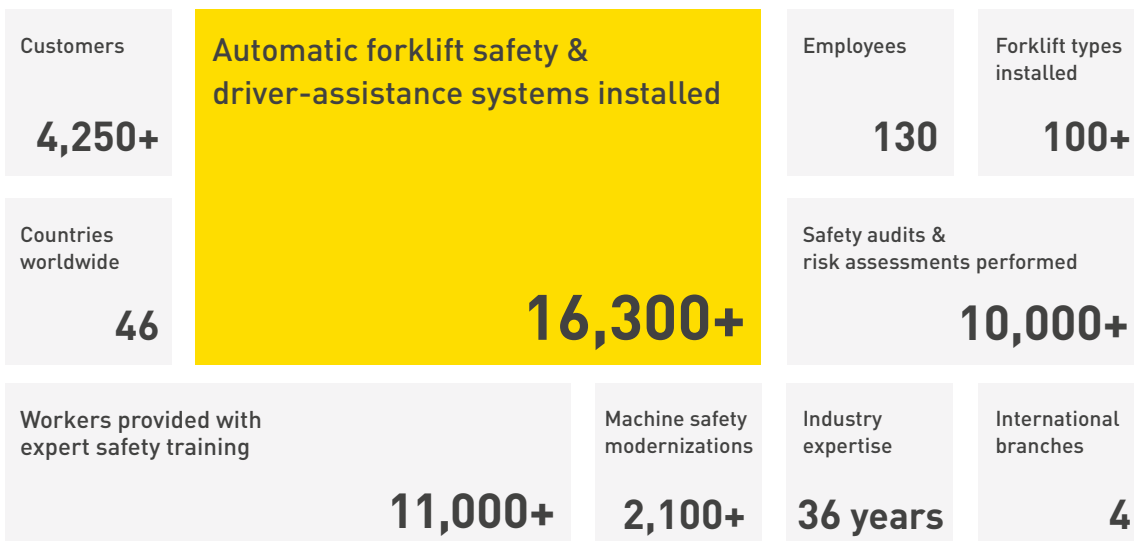 Customers
4,250+
Automatic forklift safety &
driver-assistance systems installed
16,300+
Employees
130
Forklift types
installed
100+
Countries
worldwide
46
Safety audits &
risk assessments performed
10,000+
Workers provided with
expert safety training
11,000+
Machine safety
modernizations
2,100+
Industry
expertise
36 years
International
branches
4